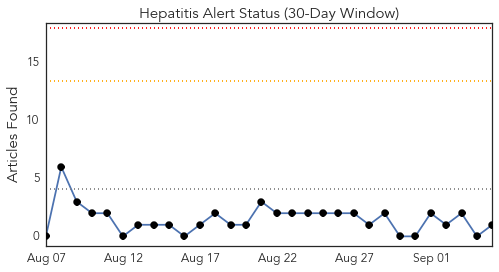 Hepatitis Alert Status (30-Day Window)
Articles Found
15
10
5
0
Aug 07 Aug 12 Aug 17 Aug 22 Aug 27 Sep 01